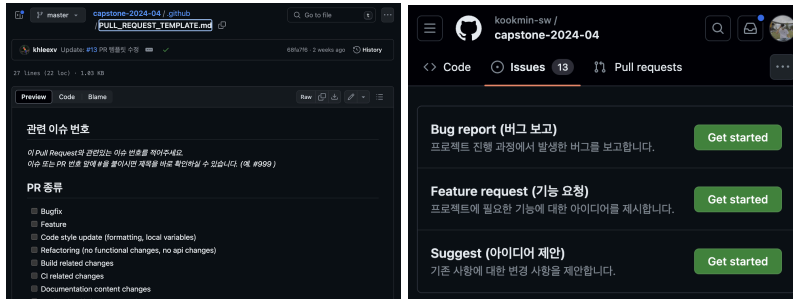 master
capstone-2024-04 / .github
/ PULL_REQUEST_TEMPLATE.md
Go to file
t
khleexv Update: #13 PR 템플릿 수정
68fa7f6 · 2 weeks ago
History
27 lines (22 loc) · 1.03 KB
Preview
Code
Blame
Raw
관련 이슈 번호
이 Pull Request와 관련있는 이슈 번호를 적어주세요.
이슈 또는 PR 번호 앞에 #을 붙이시면 제목을 바로 확인하실 수 있습니다. (예. #999 )
PR 종류
Bugfix
Feature
Code style update (formatting, local variables)
Refactoring (no functional changes, no api changes)
Build related changes
CI related changes
Documentation content changes
kookmin-sw /
capstone-2024-04
Code
Issues 13
Pull requests
Bug report (버그 보고)
프로젝트 진행 과정에서 발생한 버그를 보고합니다.
Get started
Feature request (기능 요청)
프로젝트에 필요한 기능에 대한 아이디어를 제시합니다.
Get started
Suggest (아이디어 제안)
기존 사항에 대한 변경 사항을 제안합니다.
Get started